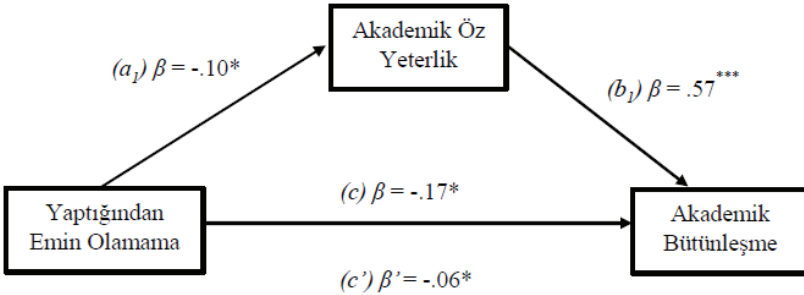 Akademik Öz
Yeterlik
(a₁) β = -.10*
(b₁) β = .57***
Yaptığından
Emin Olamama
(c) β = -.17*
Akademik
Bütünleşme
(c’) β’ = -.06*